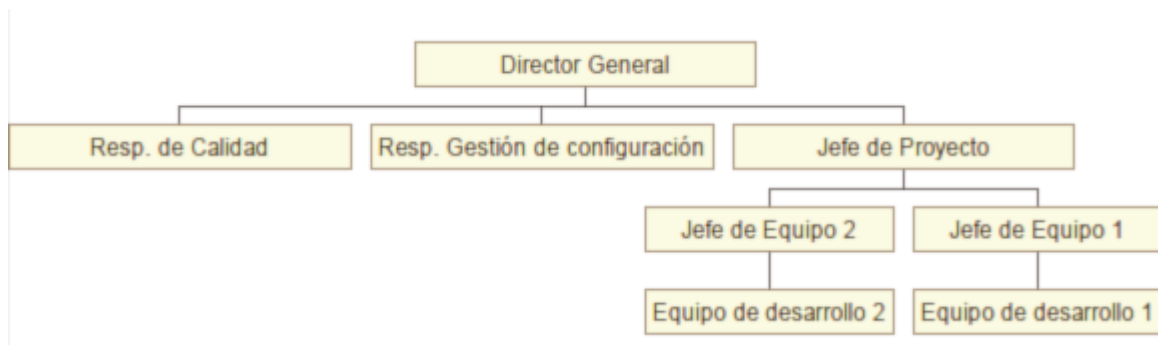 Director General
Resp. de Calidad
Resp. Gestión de configuración
Jefe de Proyecto
Jefe de Equipo 2
Jefe de Equipo 1
Equipo de desarrollo 2
Equipo de desarrollo 1